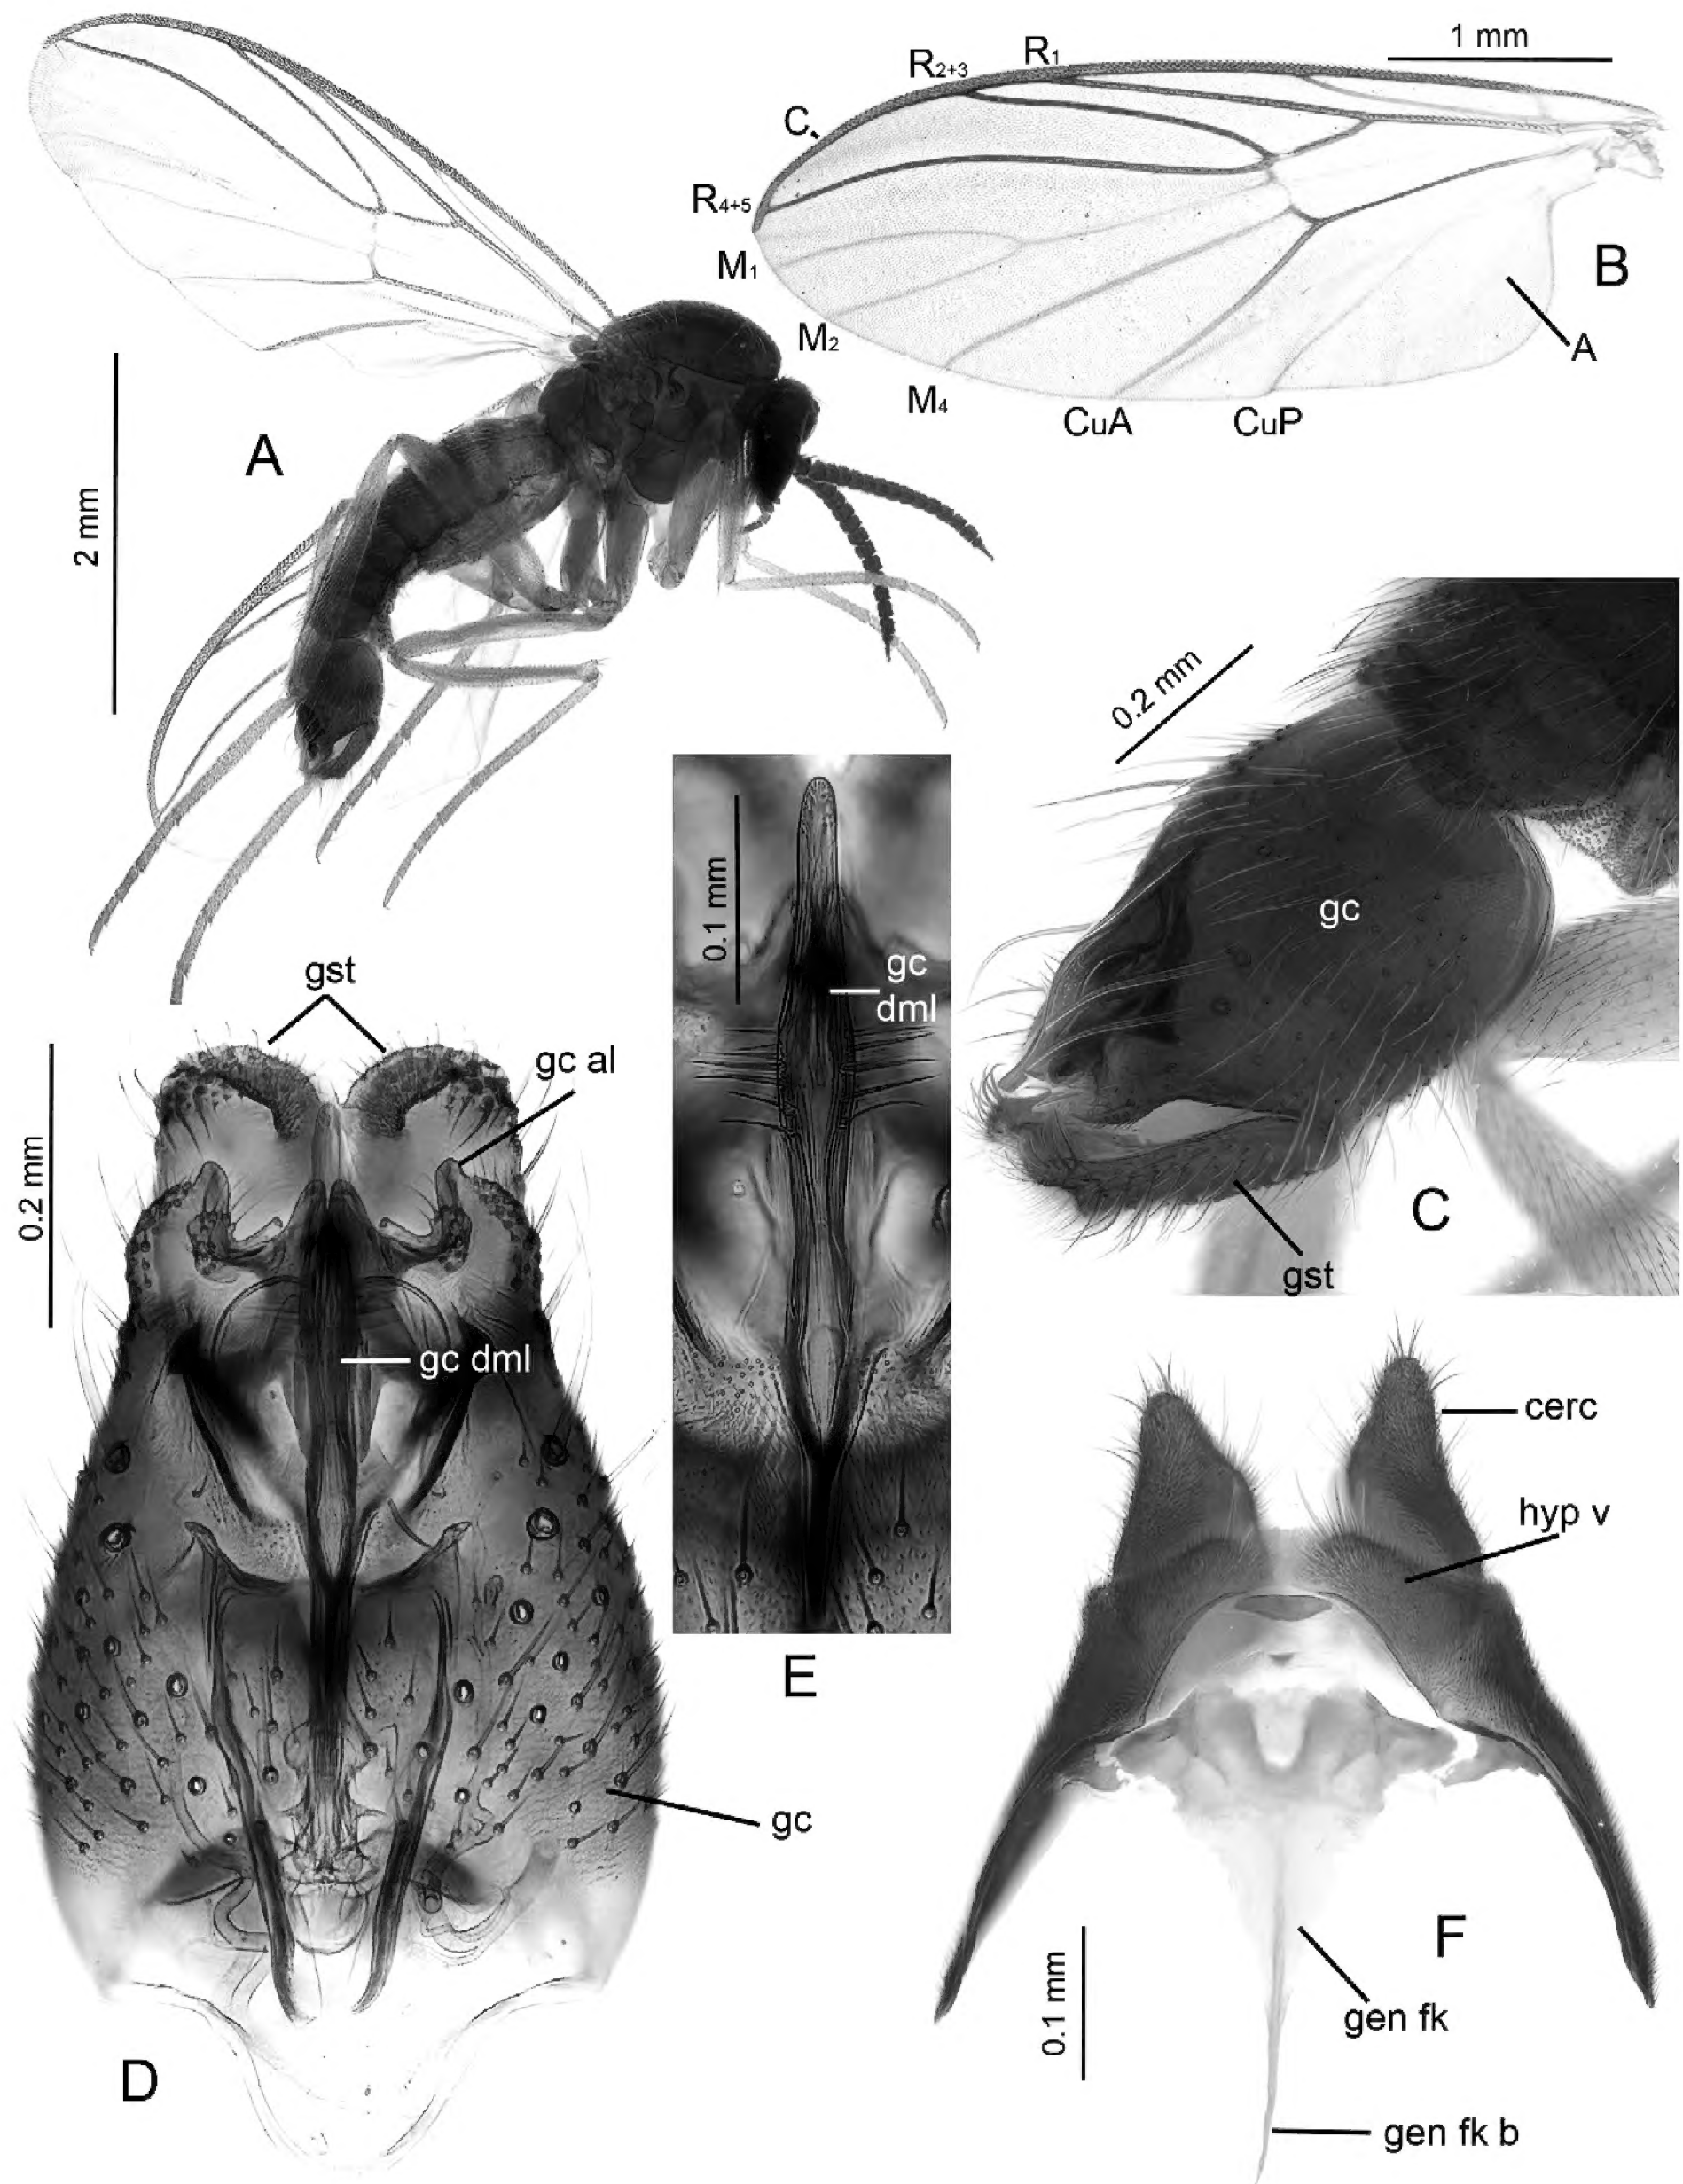 1 mm
R1
R2+3
C
R4+5
M1
M2
M4
CuA
CuP
A
B
A
2 mm
0.2 mm
gc
gst
C
0.1 mm
gc
dml
E
gst
gc al
0.2 mm
gc dml
gc
D
cerc
hyp v
F
gen fk
0.1 mm
gen fk b